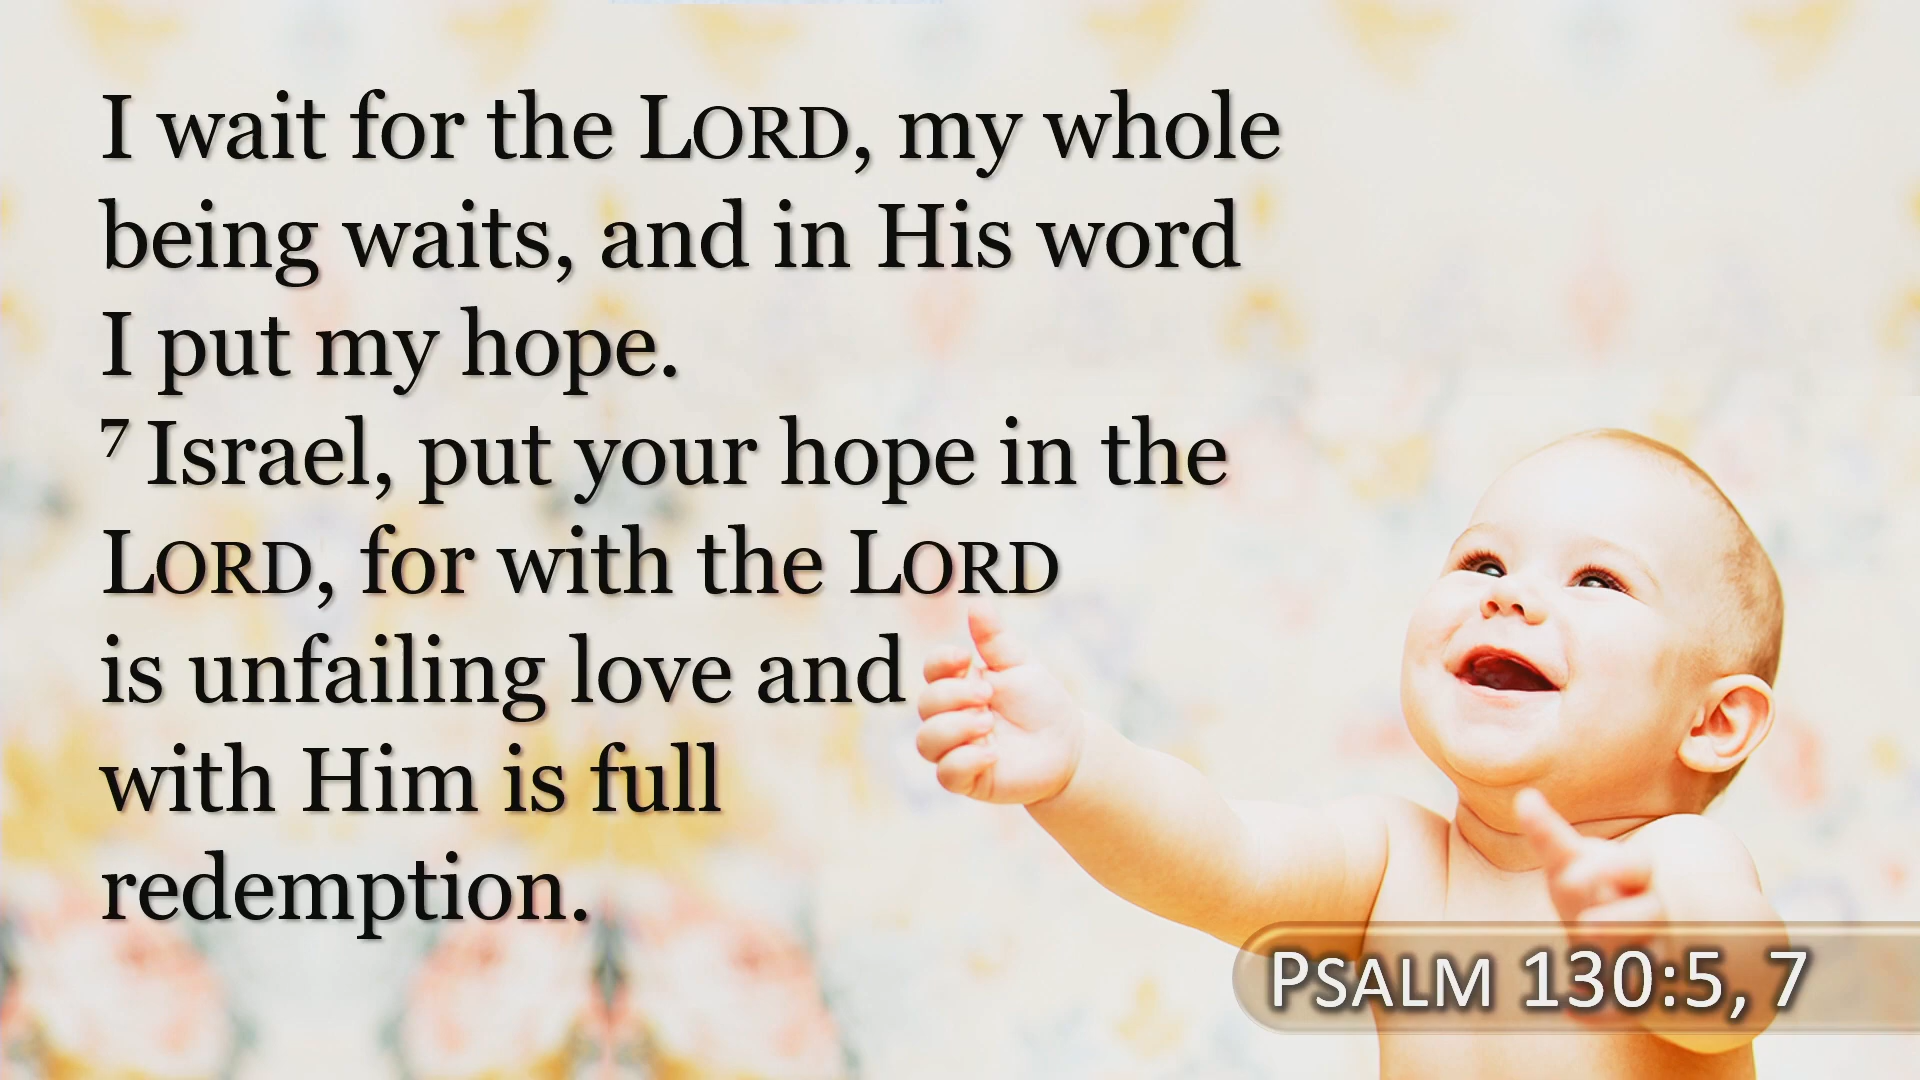 I wait for the LORD, my whole
being waits, and in His word
I put my hope.
7 Israel, put your hope in the
LORD, for with the LORD
is unfailing love and
with Him is full
redemption.
PSALM 130:5, 7